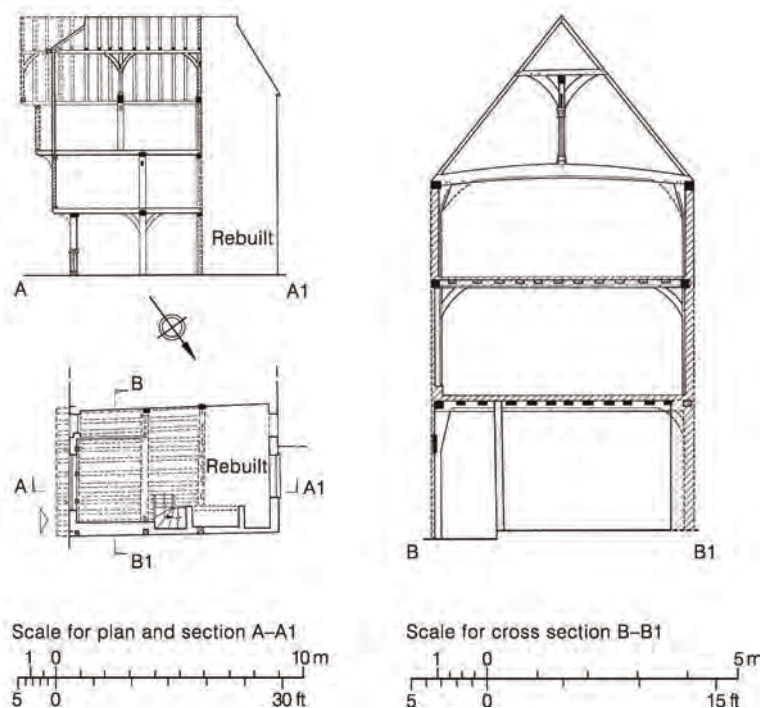 Rebuilt
A A1
B
Rebuilt
A A1
B1
B B1
Scale for plan and section A–A1
1 0 10 m
5 0 30 ft
Scale for cross section B–B1
1 0 5 m
5 0 15 ft